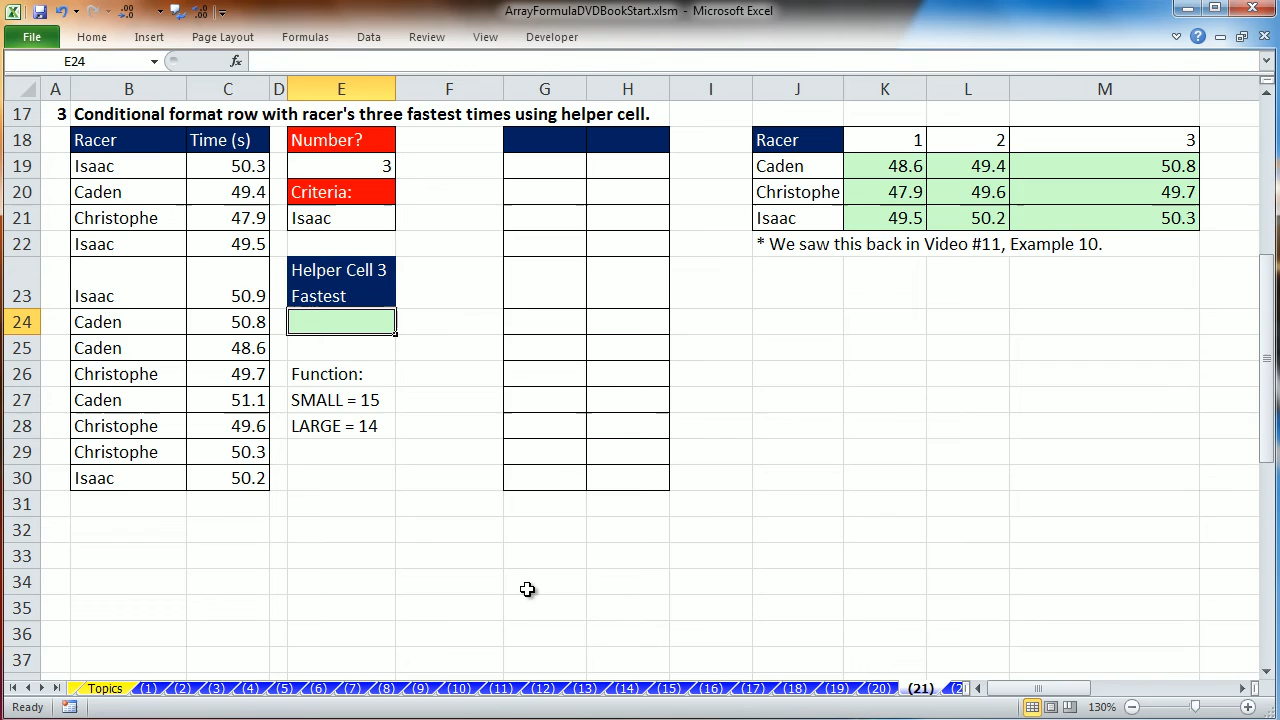 ArrayFormulaDVDBookStart.xlsm - Microsoft Excel
File Home Insert Page Layout Formulas Data Review View Developer
E24 fx
A B C D E F G H I J K L M
17 3 Conditional format row with racer's three fastest times using helper cell.
18 Racer Time (s) Number? Racer 1 2 3
19 Isaac 50.3 3 Caden 48.6 49.4 50.8
20 Caden 49.4 Criteria: Christophe 47.9 49.6 49.7
21 Christophe 47.9 Isaac Isaac 49.5 50.2 50.3
22 Isaac 49.5 * We saw this back in Video #11, Example 10.
Helper Cell 3
23 Isaac 50.9 Fastest
24 Caden 50.8
25 Caden 48.6
26 Christophe 49.7 Function:
27 Caden 51.1 SMALL = 15
28 Christophe 49.6 LARGE = 14
29 Christophe 50.3
30 Isaac 50.2
31
32
33
34
35
36
37
Topics (1) (2) (3) (4) (5) (6) (7) (8) (9) (10) (11) (12) (13) (14) (15) (16) (17) (18) (19) (20) (21) (2
Ready 130%